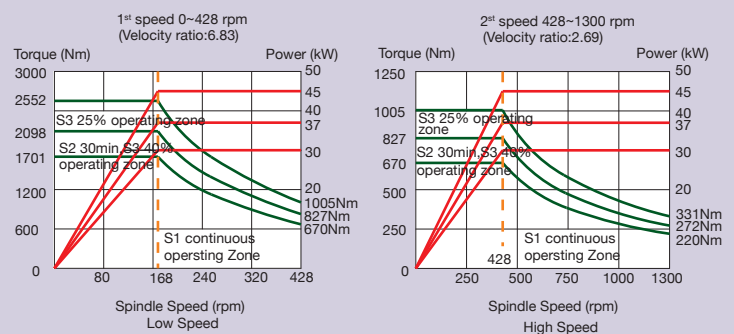 1st speed 0~428 rpm
(Velocity ratio:6.83)
Torque (Nm)
Power (kW)
3000
2552
2098
1701
1200
600
0
50
45
40
37
30
20
S3 25% operating zone
S2 30min,S3 40%
operating zone
1005Nm
827Nm
670Nm
S1 continuous
opersting Zone
80
168
240
320
428
Spindle Speed (rpm)
Low Speed
2nd speed 428~1300 rpm
(Velocity ratio:2.69)
Torque (Nm)
Power (kW)
1250
1005
827
670
500
250
0
50
45
40
37
30
20
S3 25% operating
zone
S2 30min,S3 40%
operating zone
331Nm
272Nm
220Nm
S1 continuous
opersting Zone
428
250
500
750
1000
1300
Spindle Speed (rpm)
High Speed